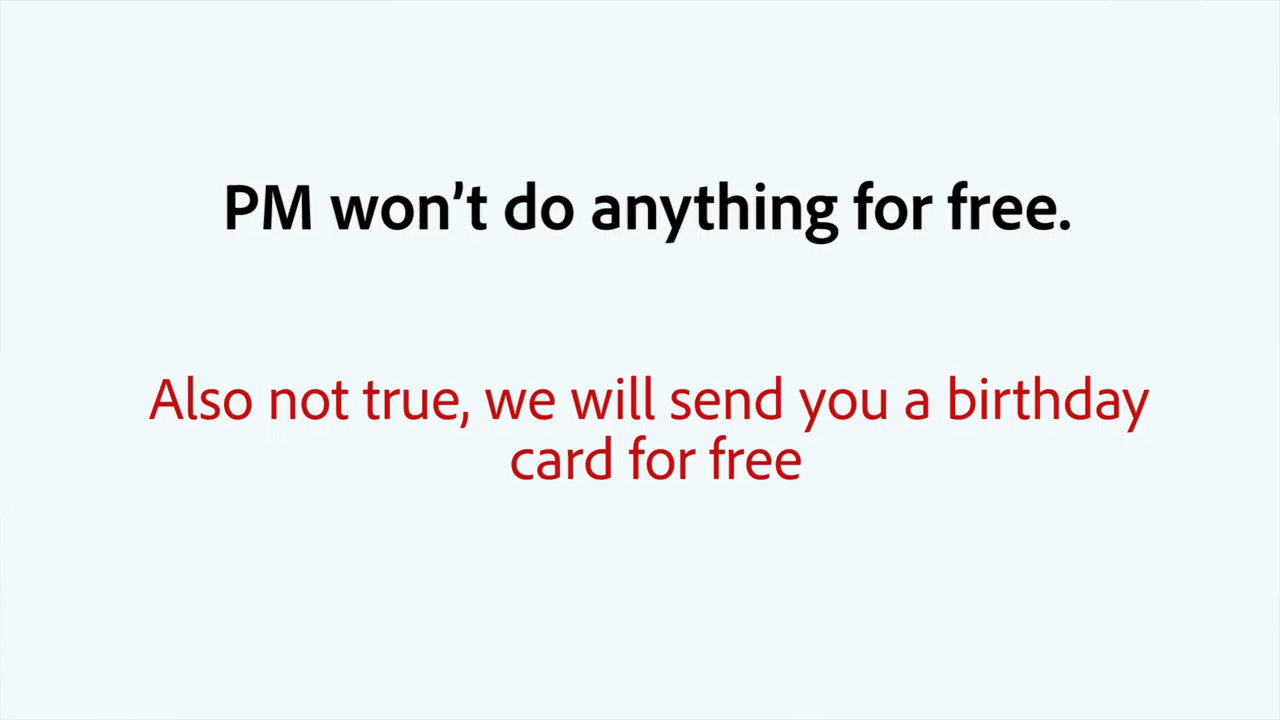 PM won’t do anything for free.
Also not true, we will send you a birthday
card for free